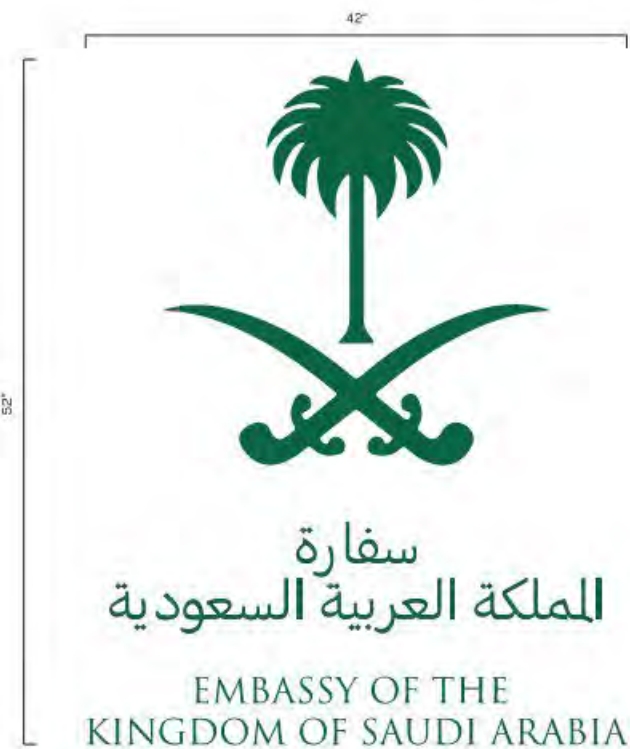 42"
52"
سفارة
المملكة العربية السعودية
EMBASSY OF THE
KINGDOM OF SAUDI ARABIA